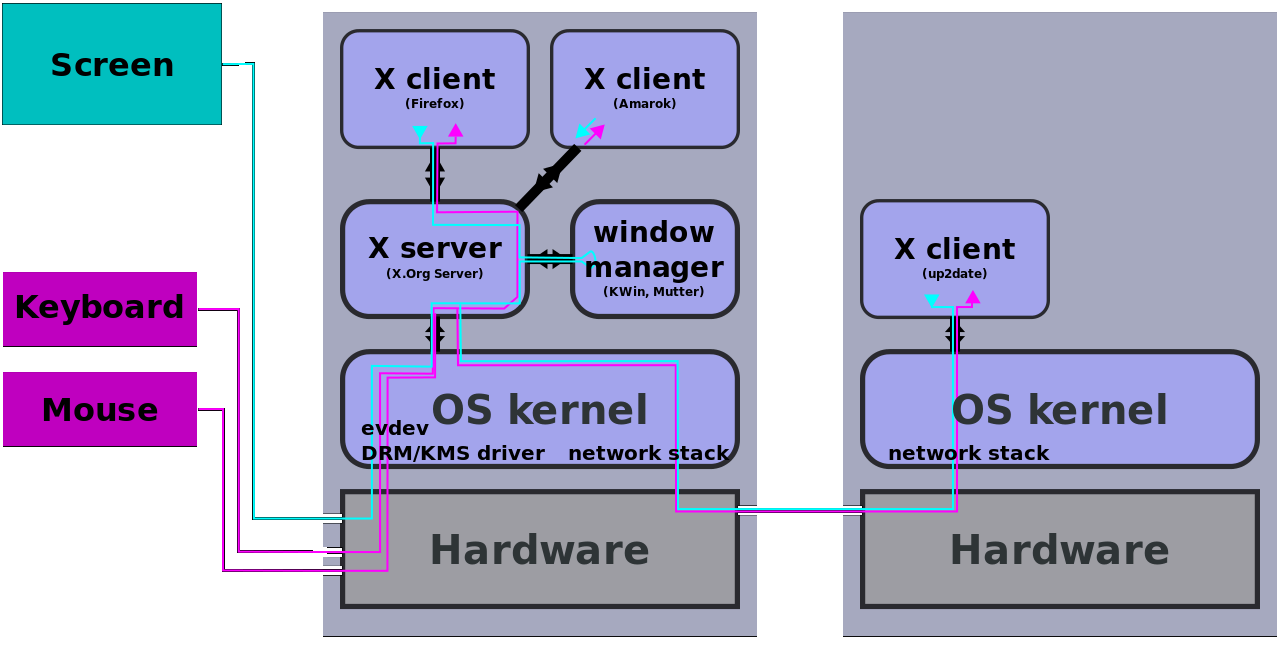 Screen
Keyboard
Mouse
X client
(Firefox)
X client
(Amarok)
X server
(X.Org Server)
window
manager
(KWin, Mutter)
OS kernel
evdev
DRM/KMS driver
network stack
Hardware
X client
(up2date)
OS kernel
network stack
Hardware